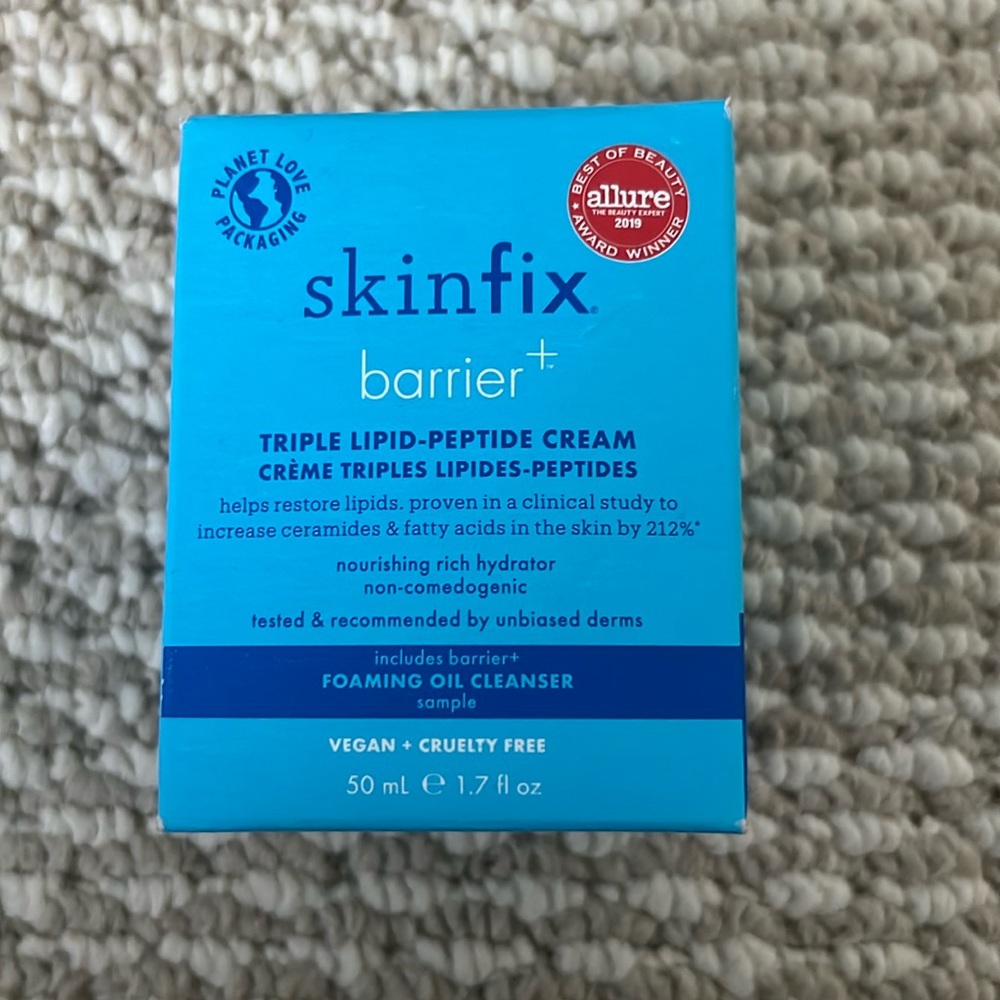 PLANET LOVE
PACKAGING
BEST OF BEAUTY
allure
THE BEAUTY EXPERT
2019
AWARD WINNER
skinfix®
barrier+™
TRIPLE LIPID-PEPTIDE CREAM
CRÈME TRIPLES LIPIDES-PEPTIDES
helps restore lipids. proven in a clinical study to
increase ceramides & fatty acids in the skin by 212%*
nourishing rich hydrator
non-comedogenic
tested & recommended by unbiased derms
includes barrier+
FOAMING OIL CLEANSER
sample
VEGAN + CRUELTY FREE
50 mL ℮ 1.7 fl oz